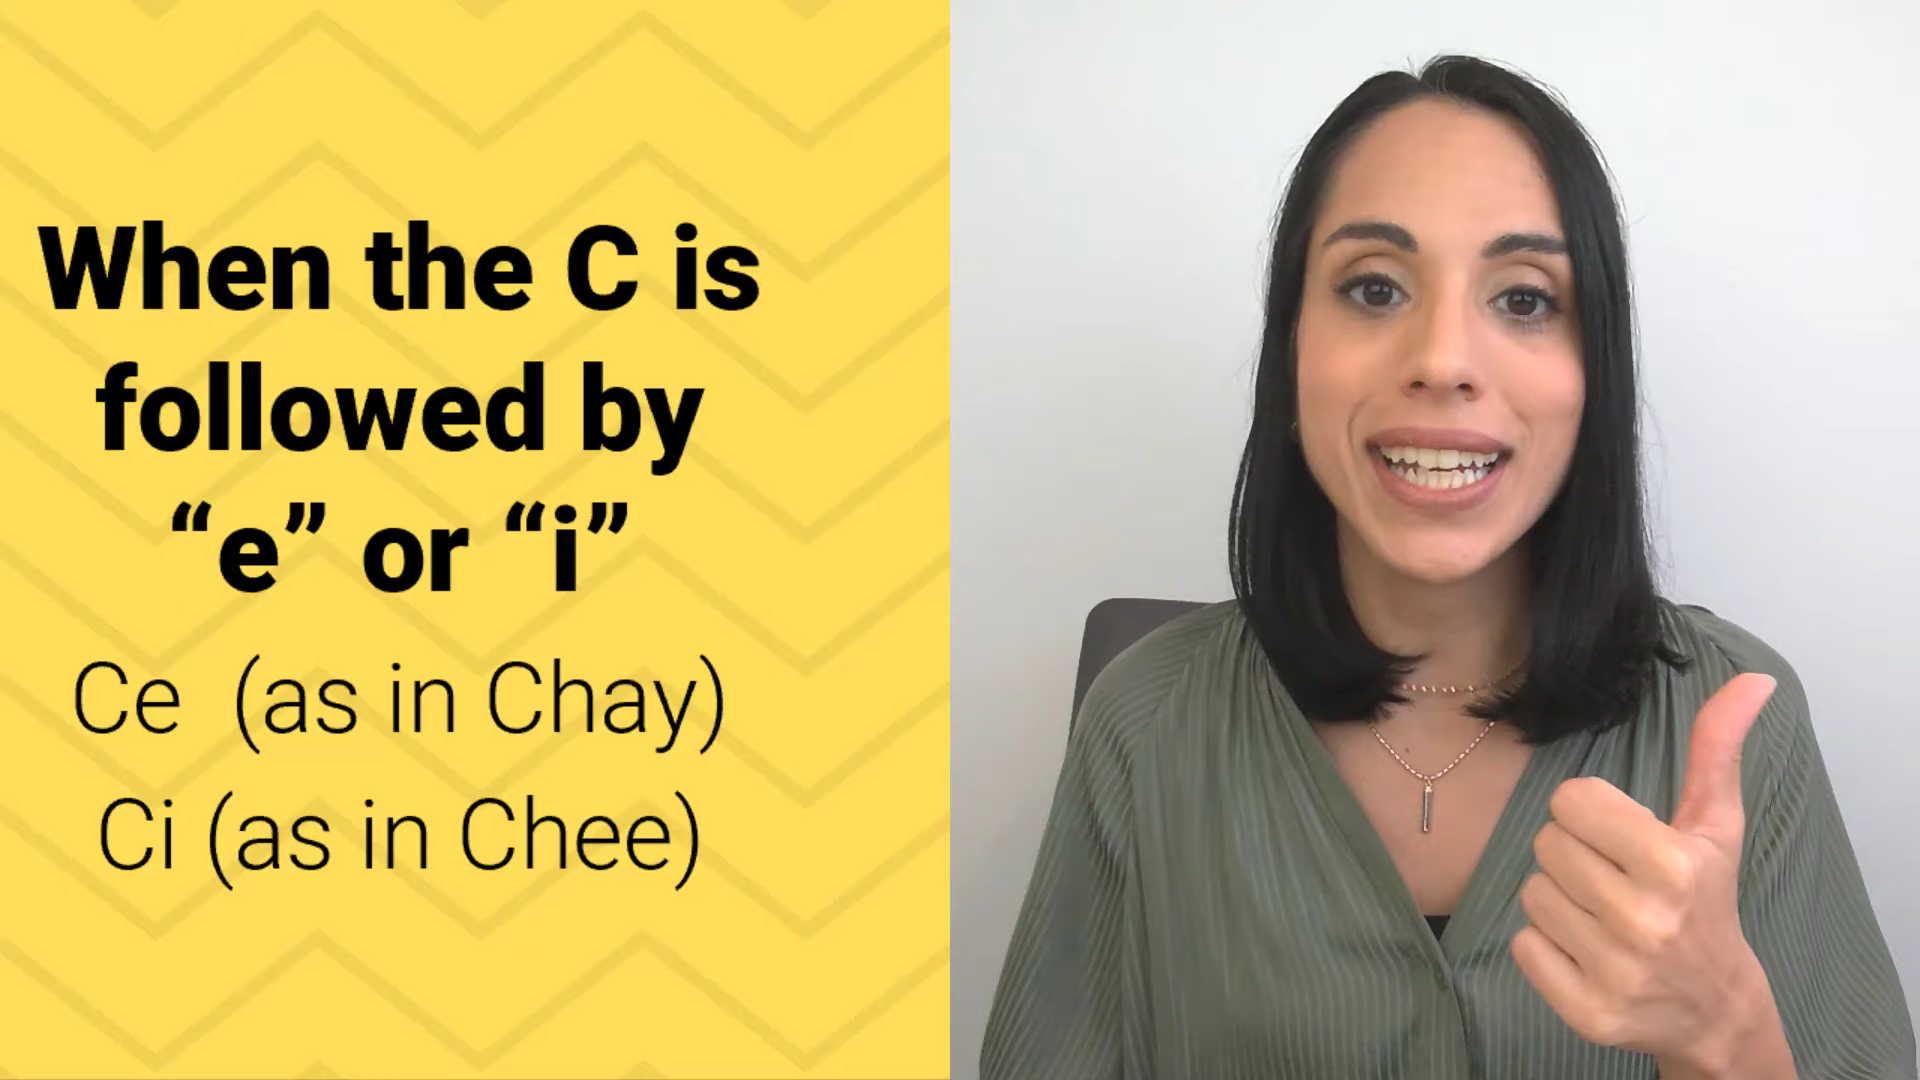 When the C is
followed by
“e” or “i”
Ce (as in Chay)
Ci (as in Chee)